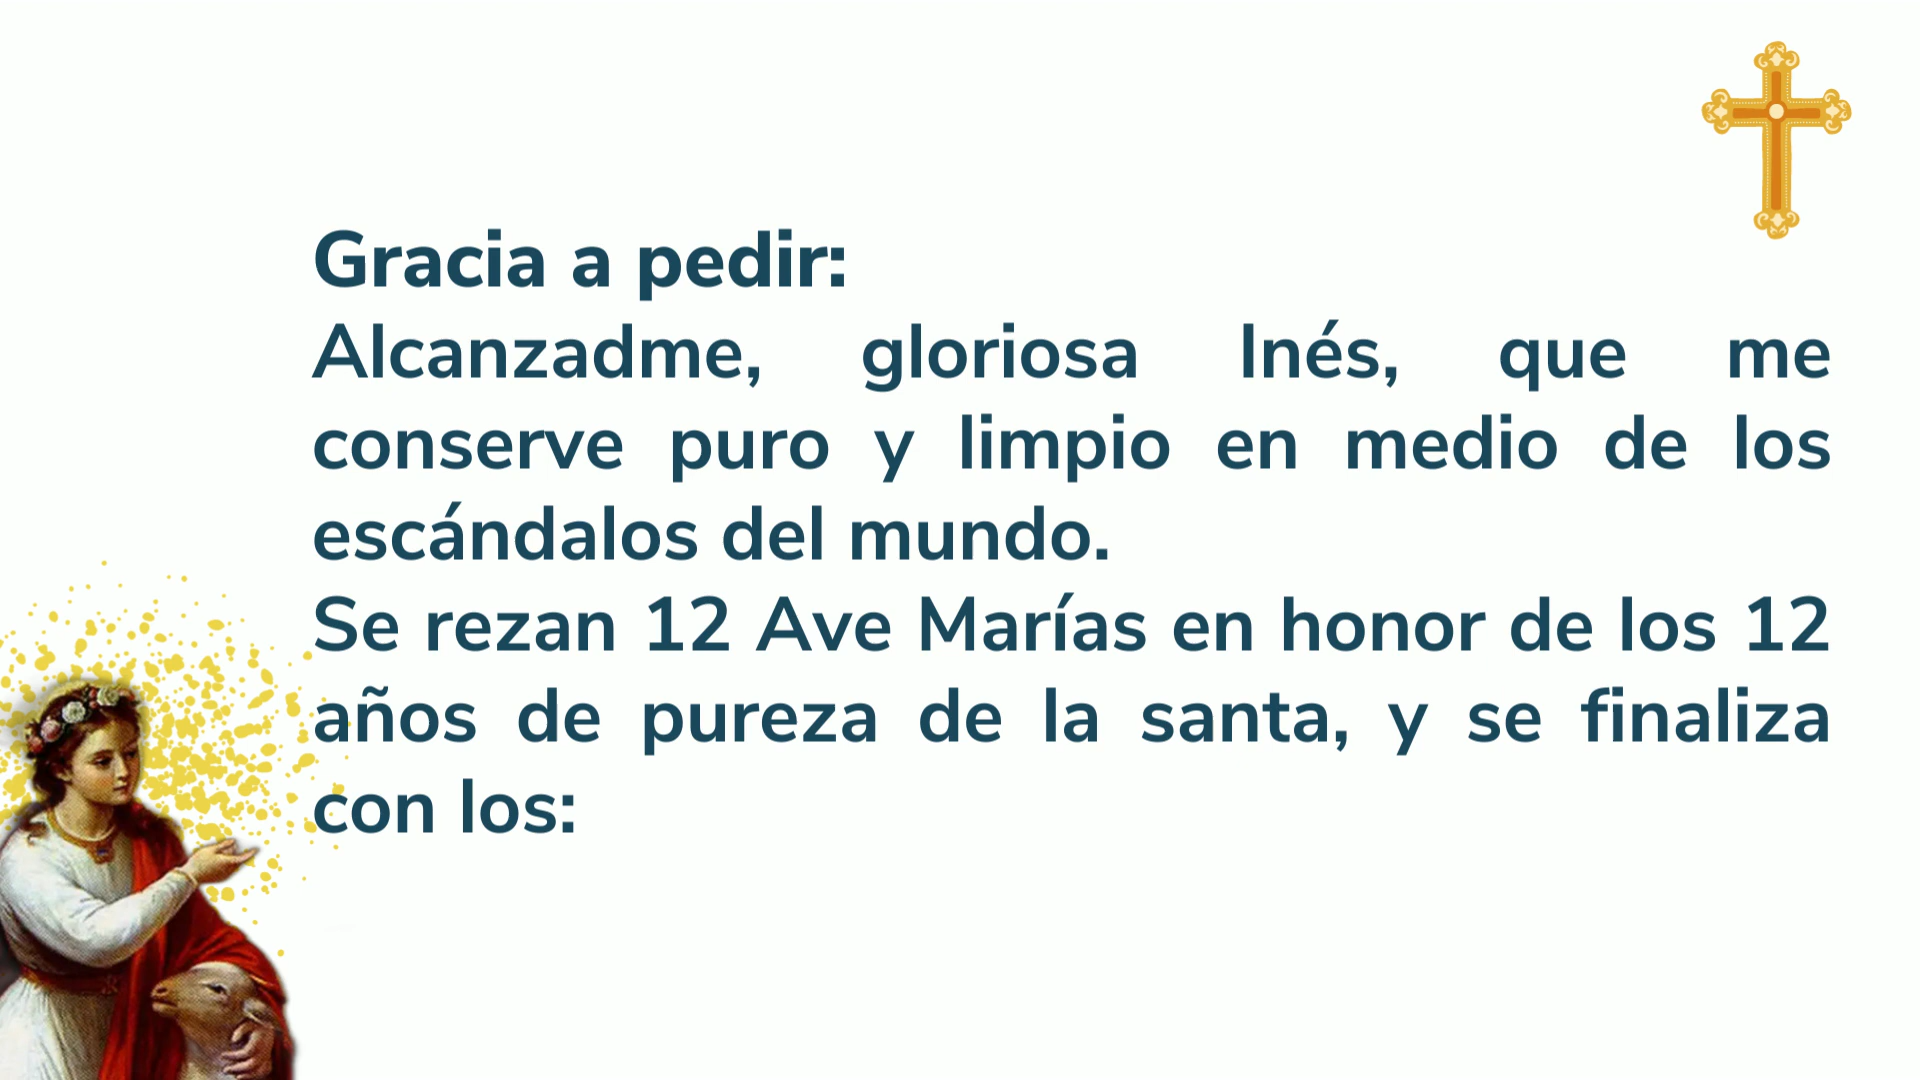 Gracia a pedir:
Alcanzadme, gloriosa Inés, que me
conserve puro y limpio en medio de los
escándalos del mundo.
Se rezan 12 Ave Marías en honor de los 12
años de pureza de la santa, y se finaliza
con los: